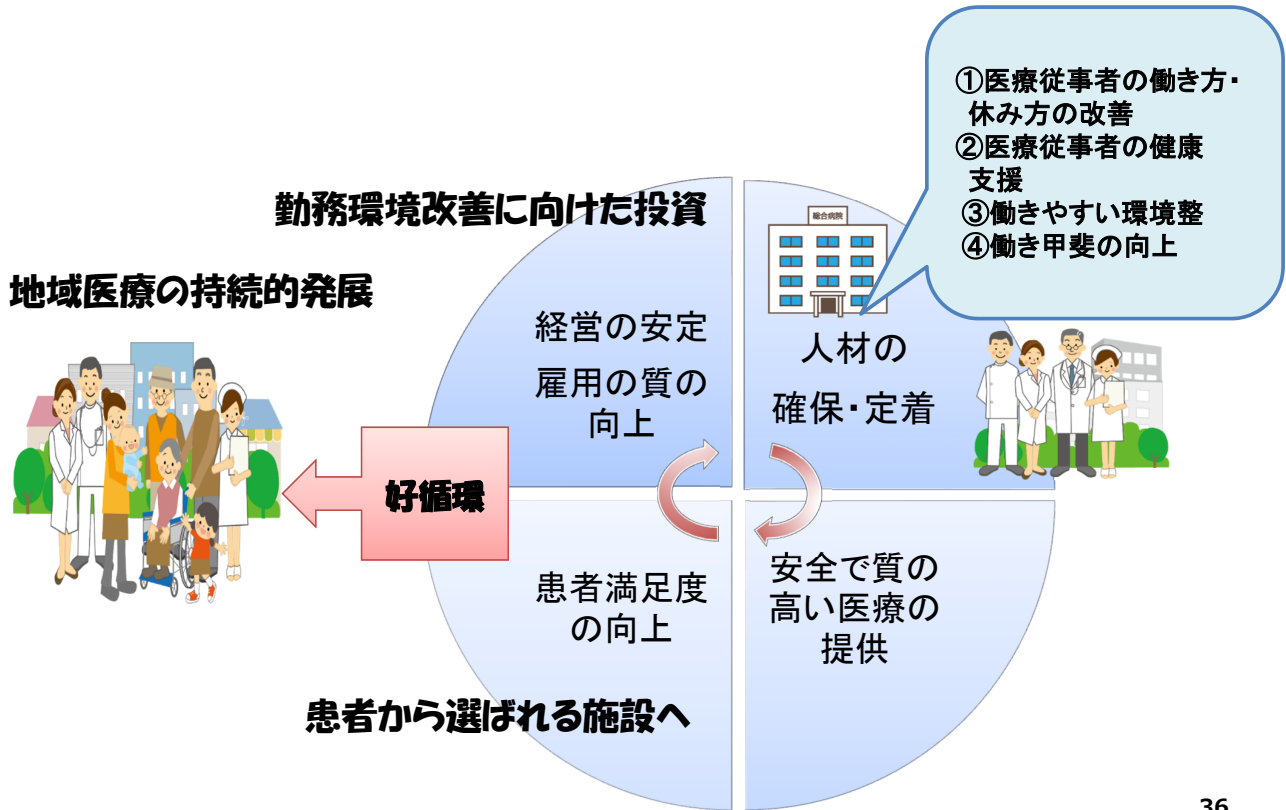 ①医療従事者の働き方・
休み方の改善
②医療従事者の健康
支援
③働きやすい環境整
④働き甲斐の向上
勤務環境改善に向けた投資
総合病院
地域医療の持続的発展
経営の安定
雇用の質の
向上
人材の
確保・定着
好循環
患者満足度
の向上
安全で質の
高い医療の
提供
患者から選ばれる施設へ
36